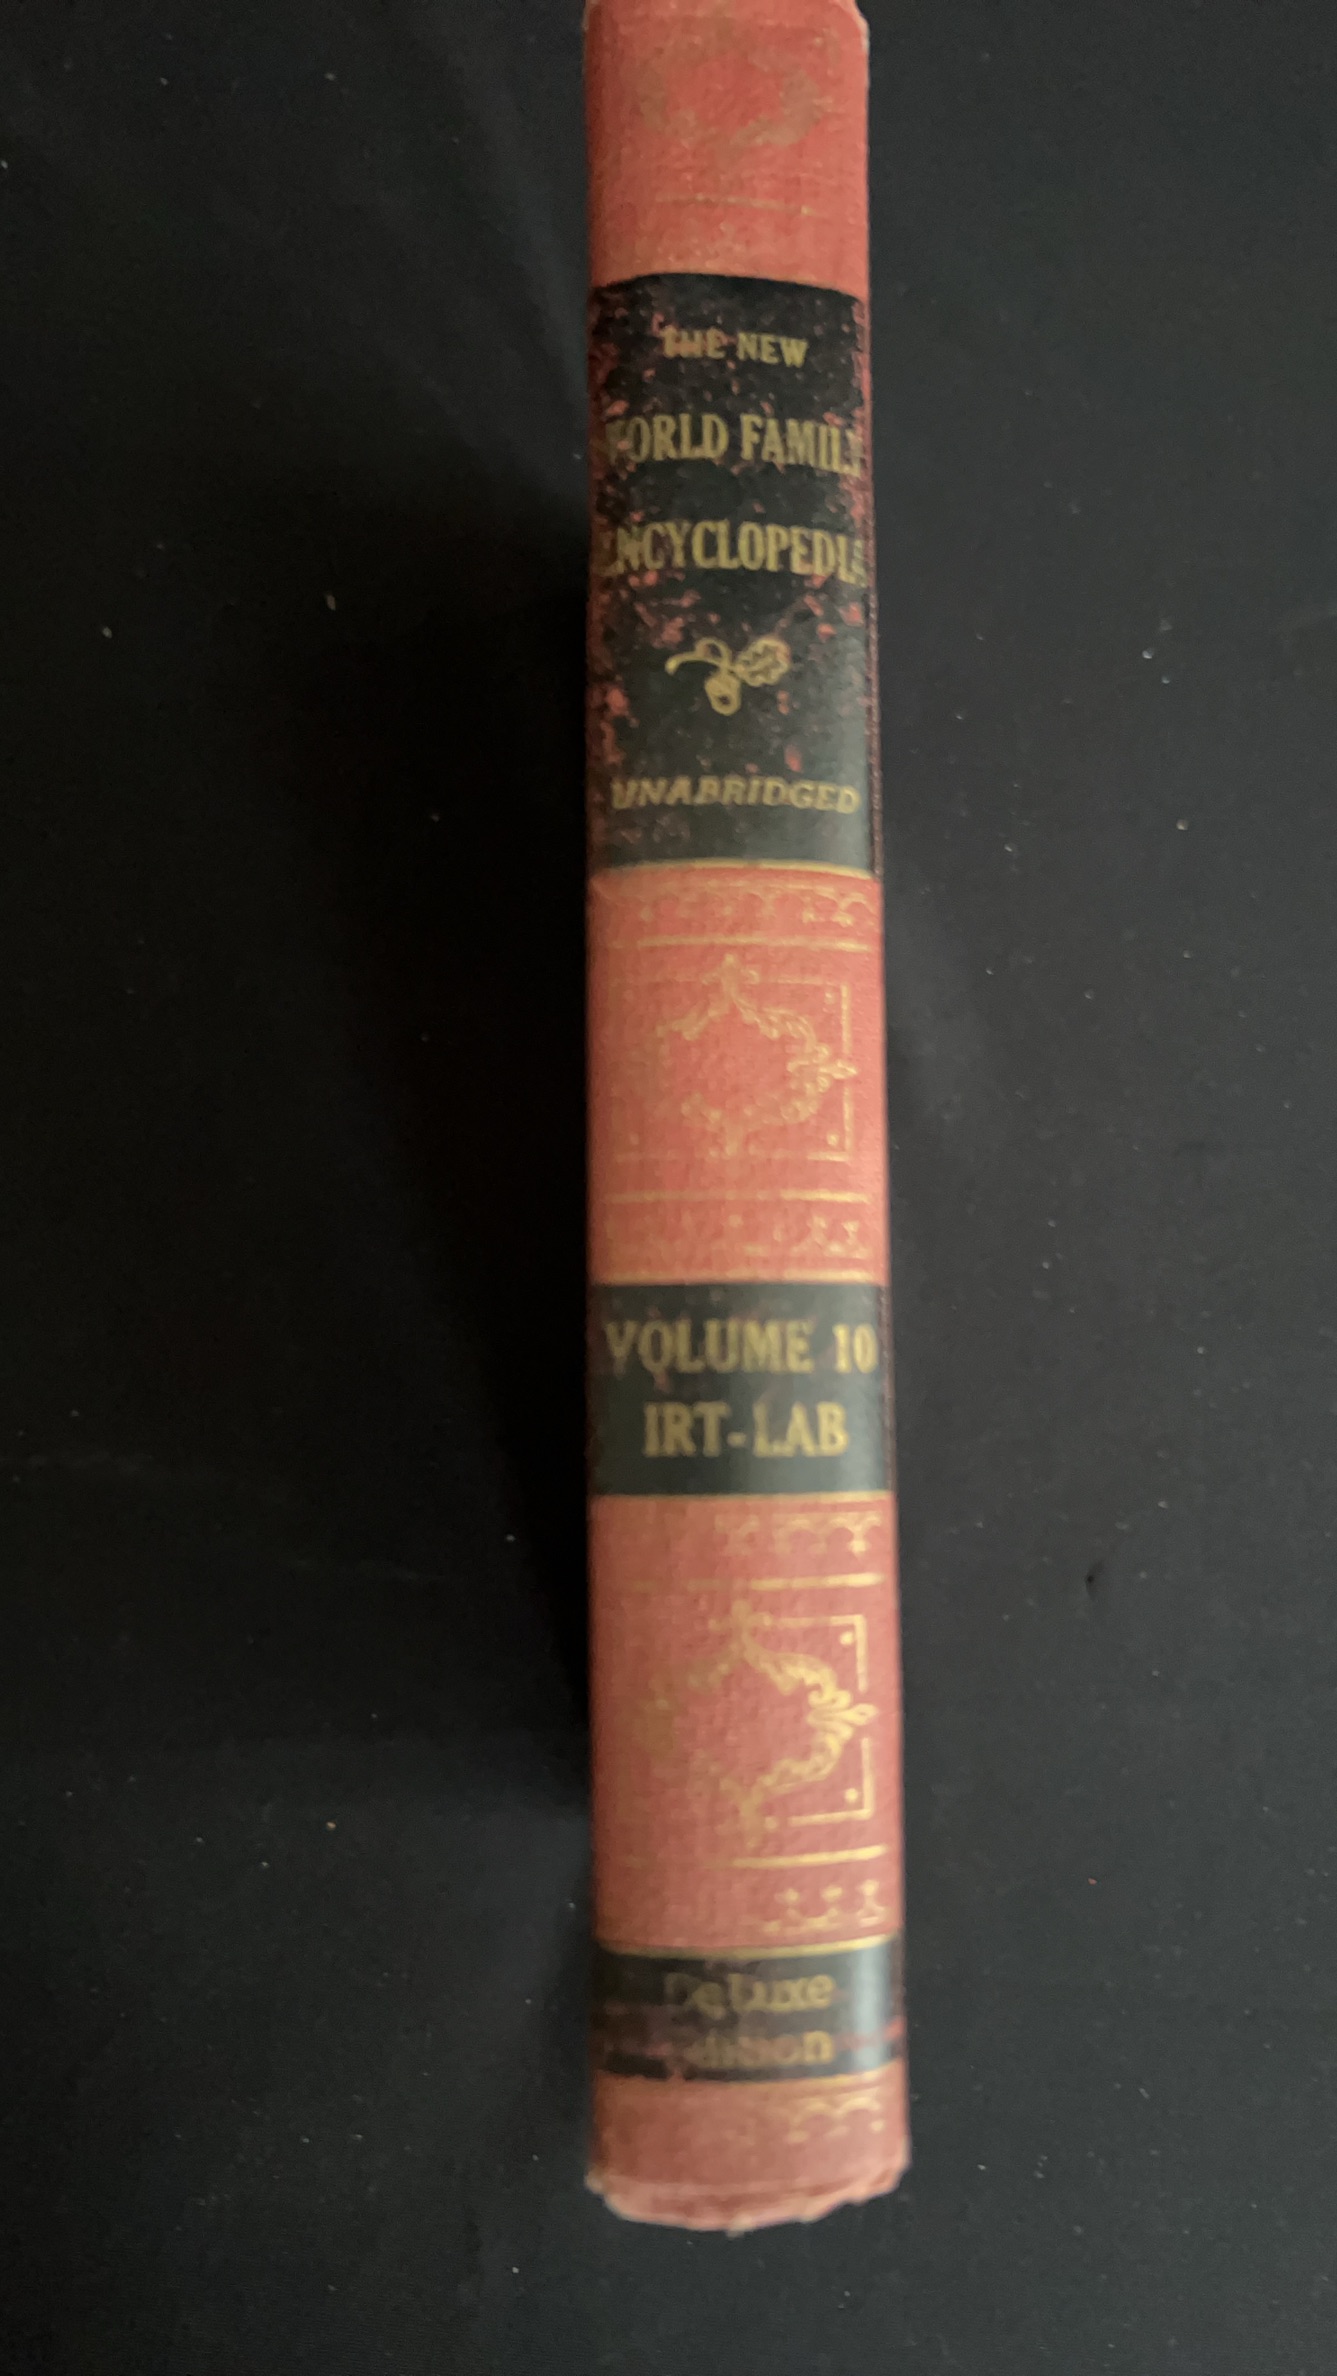 THE NEW
WORLD FAMILY
ENCYCLOPEDIA
UNABRIDGED
VOLUME 10
IRT-LAB
DeLuxe
Edition